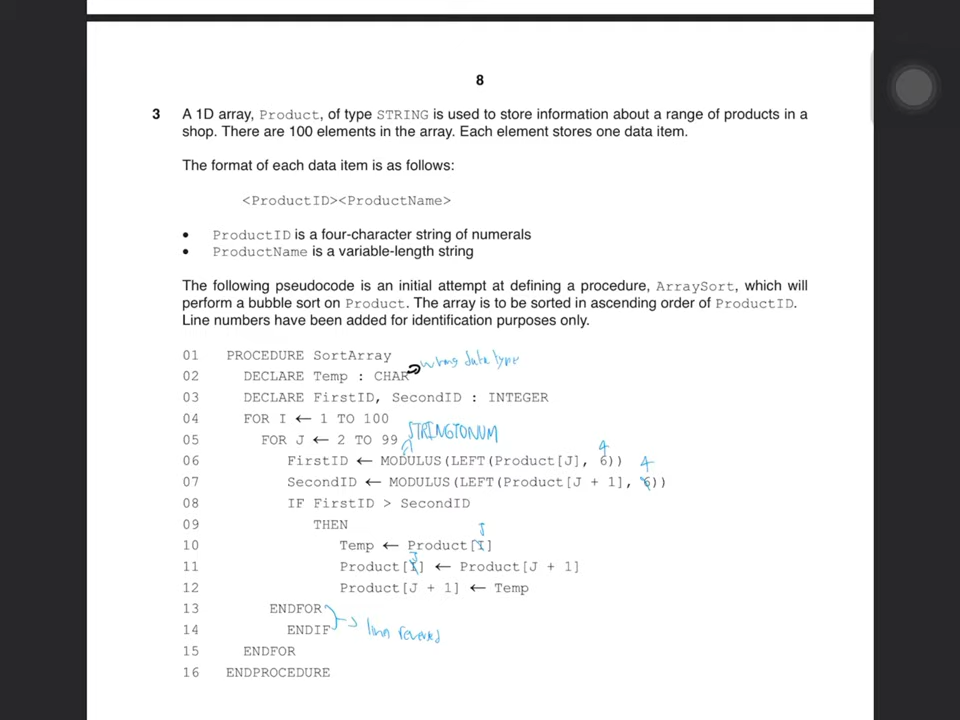 8
3 A 1D array, Product, of type STRING is used to store information about a range of products in a
shop. There are 100 elements in the array. Each element stores one data item.
The format of each data item is as follows:
<ProductID><ProductName>
• ProductID is a four-character string of numerals
• ProductName is a variable-length string
The following pseudocode is an initial attempt at defining a procedure, ArraySort, which will
perform a bubble sort on Product. The array is to be sorted in ascending order of ProductID.
Line numbers have been added for identification purposes only.
01 PROCEDURE SortArray
wrong data type
02 DECLARE Temp : CHAR
03 DECLARE FirstID, SecondID : INTEGER
04 FOR I ← 1 TO 100
STRINGTONUM
05 FOR J ← 2 TO 99
4
06 FirstID ← MODULUS(LEFT(Product[J], 6))
4
07 SecondID ← MODULUS(LEFT(Product[J + 1], 6))
08 IF FirstID > SecondID
09 THEN
J
10 Temp ← Product[I]
J
11 Product[I] ← Product[J + 1]
12 Product[J + 1] ← Temp
13 ENDFOR
14 ENDIF
lines reversed
15 ENDFOR
16 ENDPROCEDURE